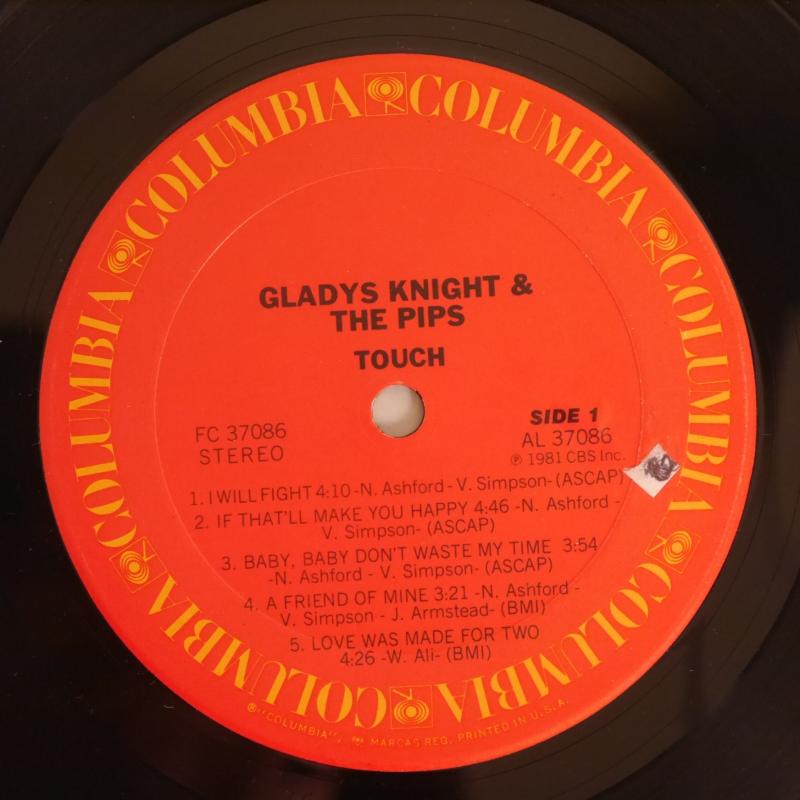 COLUMBIA COLUMBIA COLUMBIA COLUMBIA COLUMBIA COLUMBIA COLUMBIA
GLADYS KNIGHT &
THE PIPS
TOUCH
FC 37086
STEREO
SIDE 1
AL 37086
℗ 1981 CBS Inc.
1. I WILL FIGHT 4:10 -N. Ashford- V. Simpson- (ASCAP)
2. IF THAT'LL MAKE YOU HAPPY 4:46 -N. Ashford -
V. Simpson- (ASCAP)
3. BABY, BABY DON'T WASTE MY TIME 3:54
-N. Ashford - V. Simpson- (ASCAP)
4. A FRIEND OF MINE 3:21 -N. Ashford -
V. Simpson - J. Armstead- (BMI)
5. LOVE WAS MADE FOR TWO
4:26 -W. Ali- (BMI)
®"COLUMBIA", MARCAS REG. PRINTED IN U.S.A.